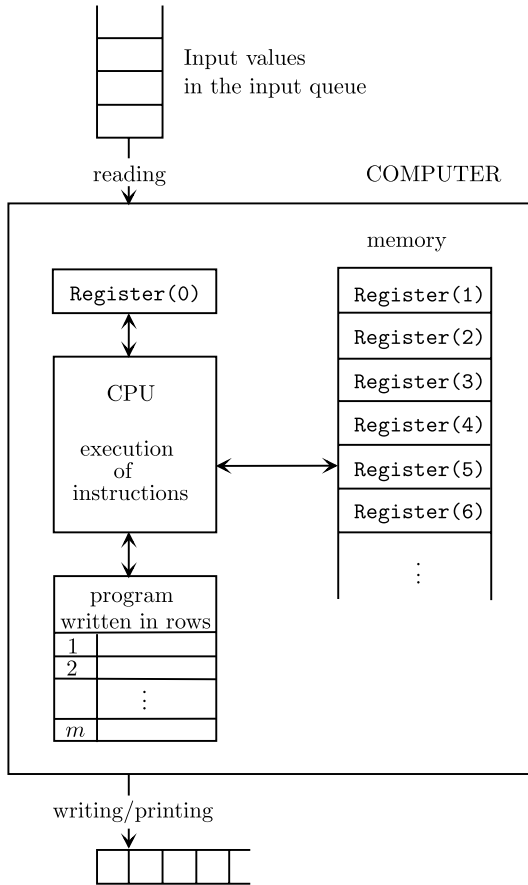 Input values
in the input queue
reading
COMPUTER
memory
Register(0)
Register(1)
Register(2)
Register(3)
Register(4)
Register(5)
Register(6)
⋮
CPU
execution
of
instructions
program
written in rows
1
2
⋮
m
writing/printing